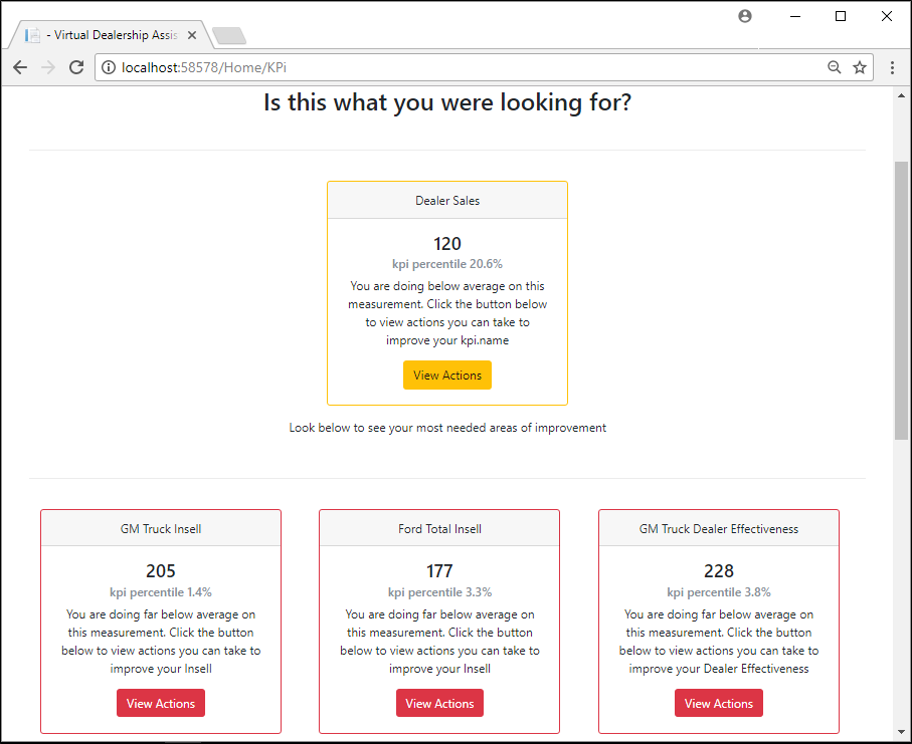 - Virtual Dealership Assis
localhost:58578/Home/KPi
Is this what you were looking for?
Dealer Sales
120
kpi percentile 20.6%
You are doing below average on this
measurement. Click the button below
to view actions you can take to
improve your kpi.name
View Actions
Look below to see your most needed areas of improvement
GM Truck Insell
205
kpi percentile 1.4%
You are doing far below average on
this measurement. Click the button
below to view actions you can take to
improve your Insell
View Actions
Ford Total Insell
177
kpi percentile 3.3%
You are doing far below average on
this measurement. Click the button
below to view actions you can take to
improve your Insell
View Actions
GM Truck Dealer Effectiveness
228
kpi percentile 3.8%
You are doing far below average on
this measurement. Click the button
below to view actions you can take to
improve your Dealer Effectiveness
View Actions